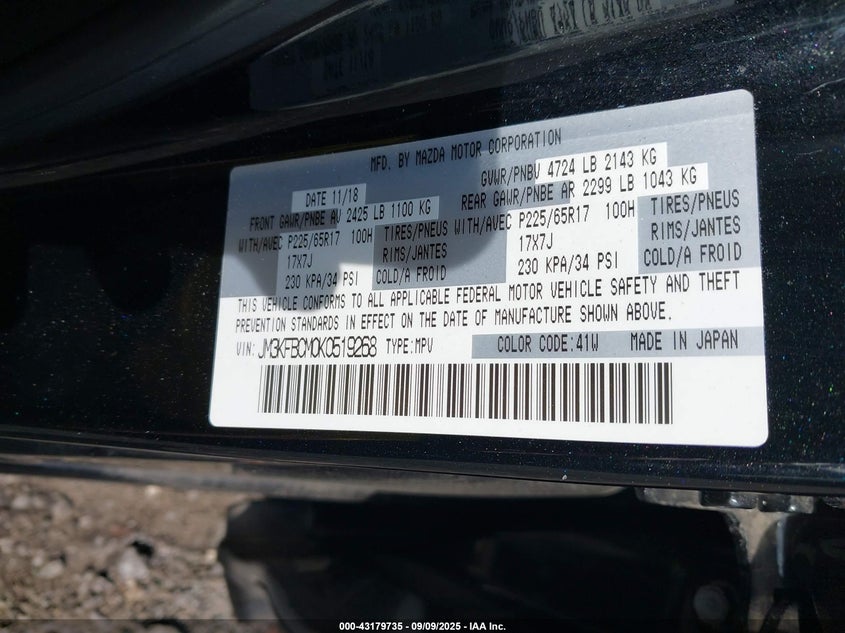 MFD. BY MAZDA MOTOR CORPORATION
DATE 11/18
GVWR/PNBV 4724 LB 2143 KG
FRONT GAWR/PNBE AV 2425 LB 1100 KG
REAR GAWR/PNBE AR 2299 LB 1043 KG
WITH/AVEC P225/65R17 100H TIRES/PNEUS WITH/AVEC P225/65R17 100H TIRES/PNEUS
17X7J RIMS/JANTES 17X7J RIMS/JANTES
230 KPA/34 PSI COLD/A FROID 230 KPA/34 PSI COLD/A FROID
THIS VEHICLE CONFORMS TO ALL APPLICABLE FEDERAL MOTOR VEHICLE SAFETY AND THEFT
PREVENTION STANDARDS IN EFFECT ON THE DATE OF MANUFACTURE SHOWN ABOVE.
VIN: JM3KFBCM0K0519268 TYPE:MPV COLOR CODE:41W MADE IN JAPAN
000-43179735 - 09/09/2025 - IAA Inc.